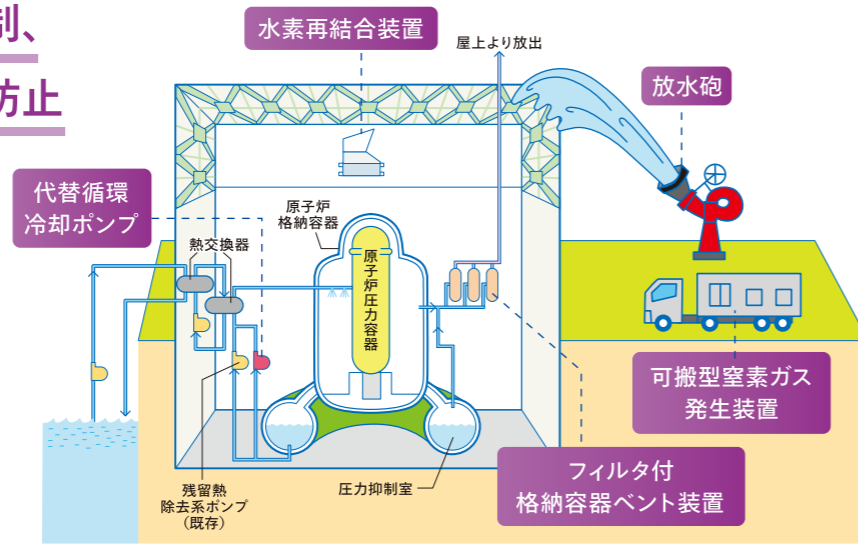 制、
防止
水素再結合装置
屋上より放出
放水砲
代替循環
冷却ポンプ
原子炉
格納容器
熱交換器
原子炉圧力容器
可搬型窒素ガス
発生装置
フィルタ付
格納容器ベント装置
残留熱
除去系ポンプ
（既存）
圧力抑制室